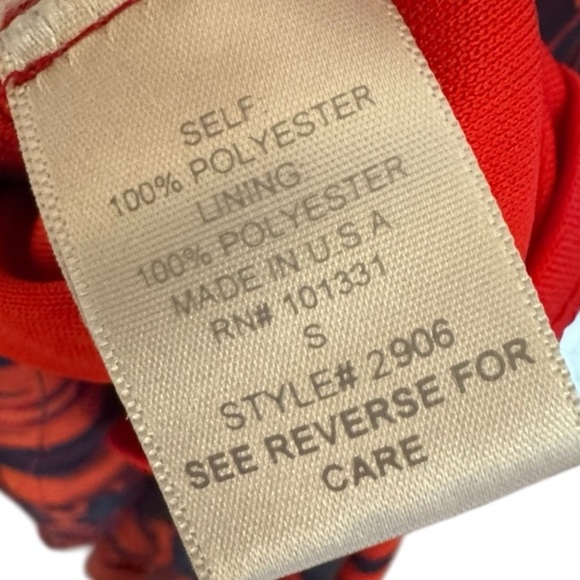 SELF:
100% POLYESTER
LINING:
100% POLYESTER
MADE IN U.S.A
RN# 101331
S
STYLE# 2906
SEE REVERSE FOR
CARE